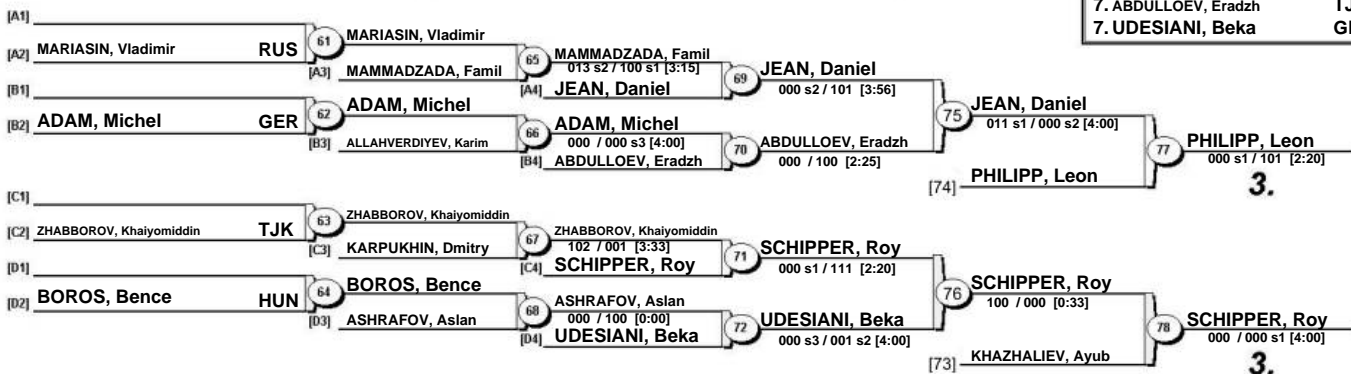 7. ABDULLOEV, Eradzh TJ
7. UDESIANI, Beka
[A1]
[A2] MARIASIN, Vladimir RUS 61 MARIASIN, Vladimir
[A3] MAMMADZADA, Famil 65 MAMMADZADA, Famil
013 s2 / 100 s1 [3:15]
[A4] JEAN, Daniel 69 JEAN, Daniel
000 s2 / 101 [3:56]
[B1]
[B2] ADAM, Michel GER 62 ADAM, Michel
[B3] ALLAHVERDIYEV, Karim 66 ADAM, Michel
000 / 000 s3 [4:00]
[B4] ABDULLOEV, Eradzh 70 ABDULLOEV, Eradzh
000 / 100 [2:25]
75 JEAN, Daniel
011 s1 / 000 s2 [4:00]
[74] PHILIPP, Leon 77 PHILIPP, Leon
000 s1 / 101 [2:20]
3.
[C1]
[C2] ZHABBOROV, Khaiyomiddin TJK 63 ZHABBOROV, Khaiyomiddin
[C3] KARPUKHIN, Dmitry 67 ZHABBOROV, Khaiyomiddin
102 / 001 [3:33]
[C4] SCHIPPER, Roy 71 SCHIPPER, Roy
000 s1 / 111 [2:20]
[D1]
[D2] BOROS, Bence HUN 64 BOROS, Bence
[D3] ASHRAFOV, Aslan 68 ASHRAFOV, Aslan
000 / 100 [0:00]
[D4] UDESIANI, Beka 72 UDESIANI, Beka
000 s3 / 001 s2 [4:00]
76 SCHIPPER, Roy
100 / 000 [0:33]
[73] KHAZHALIEV, Ayub 78 SCHIPPER, Roy
000 / 000 s1 [4:00]
3.